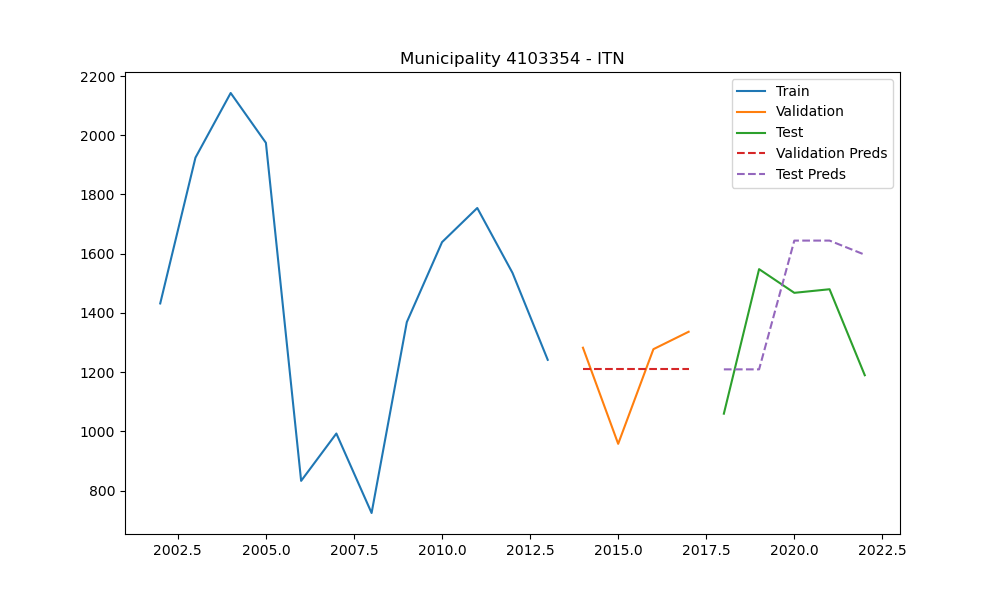 Municipality 4103354 - ITN
2200
2000
1800
1600
1400
1200
1000
800
Train
Validation
Test
Validation Preds
Test Preds
2002.5 2005.0 2007.5 2010.0 2012.5 2015.0 2017.5 2020.0 2022.5